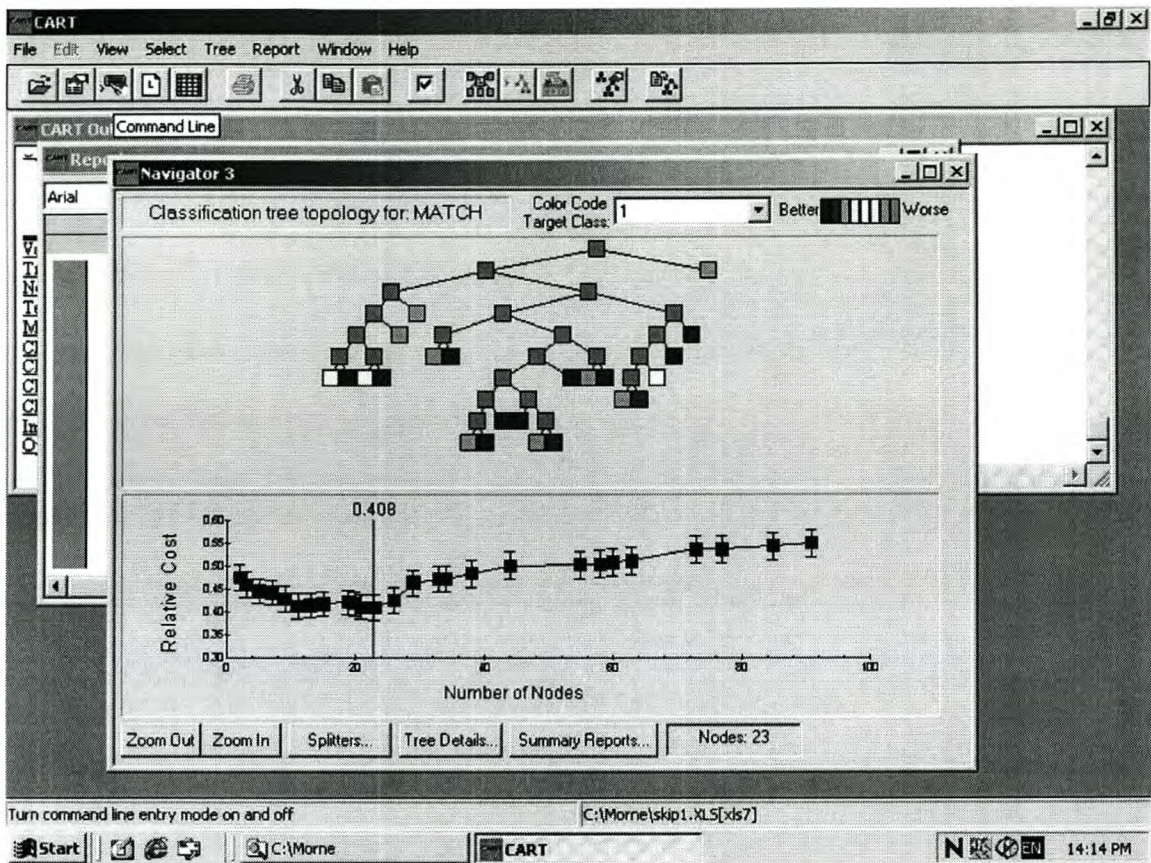 CART
File Edit View Select Tree Report Window Help
CART Out
Command Line
Repo
Arial
Navigator 3
Classification tree topology for: MATCH
Color Code
Target Class:
1
Better
Worse
0.408
Relative Cost
0.60
0.55
0.50
0.45
0.40
0.35
0.30
0 20 40 60 80 100
Number of Nodes
Zoom Out Zoom In Splitters... Tree Details... Summary Reports... Nodes: 23
Turn command line entry mode on and off
C:\Morne\skip1.XLS[xls7]
Start C:\Morne CART N EN 14:14 PM